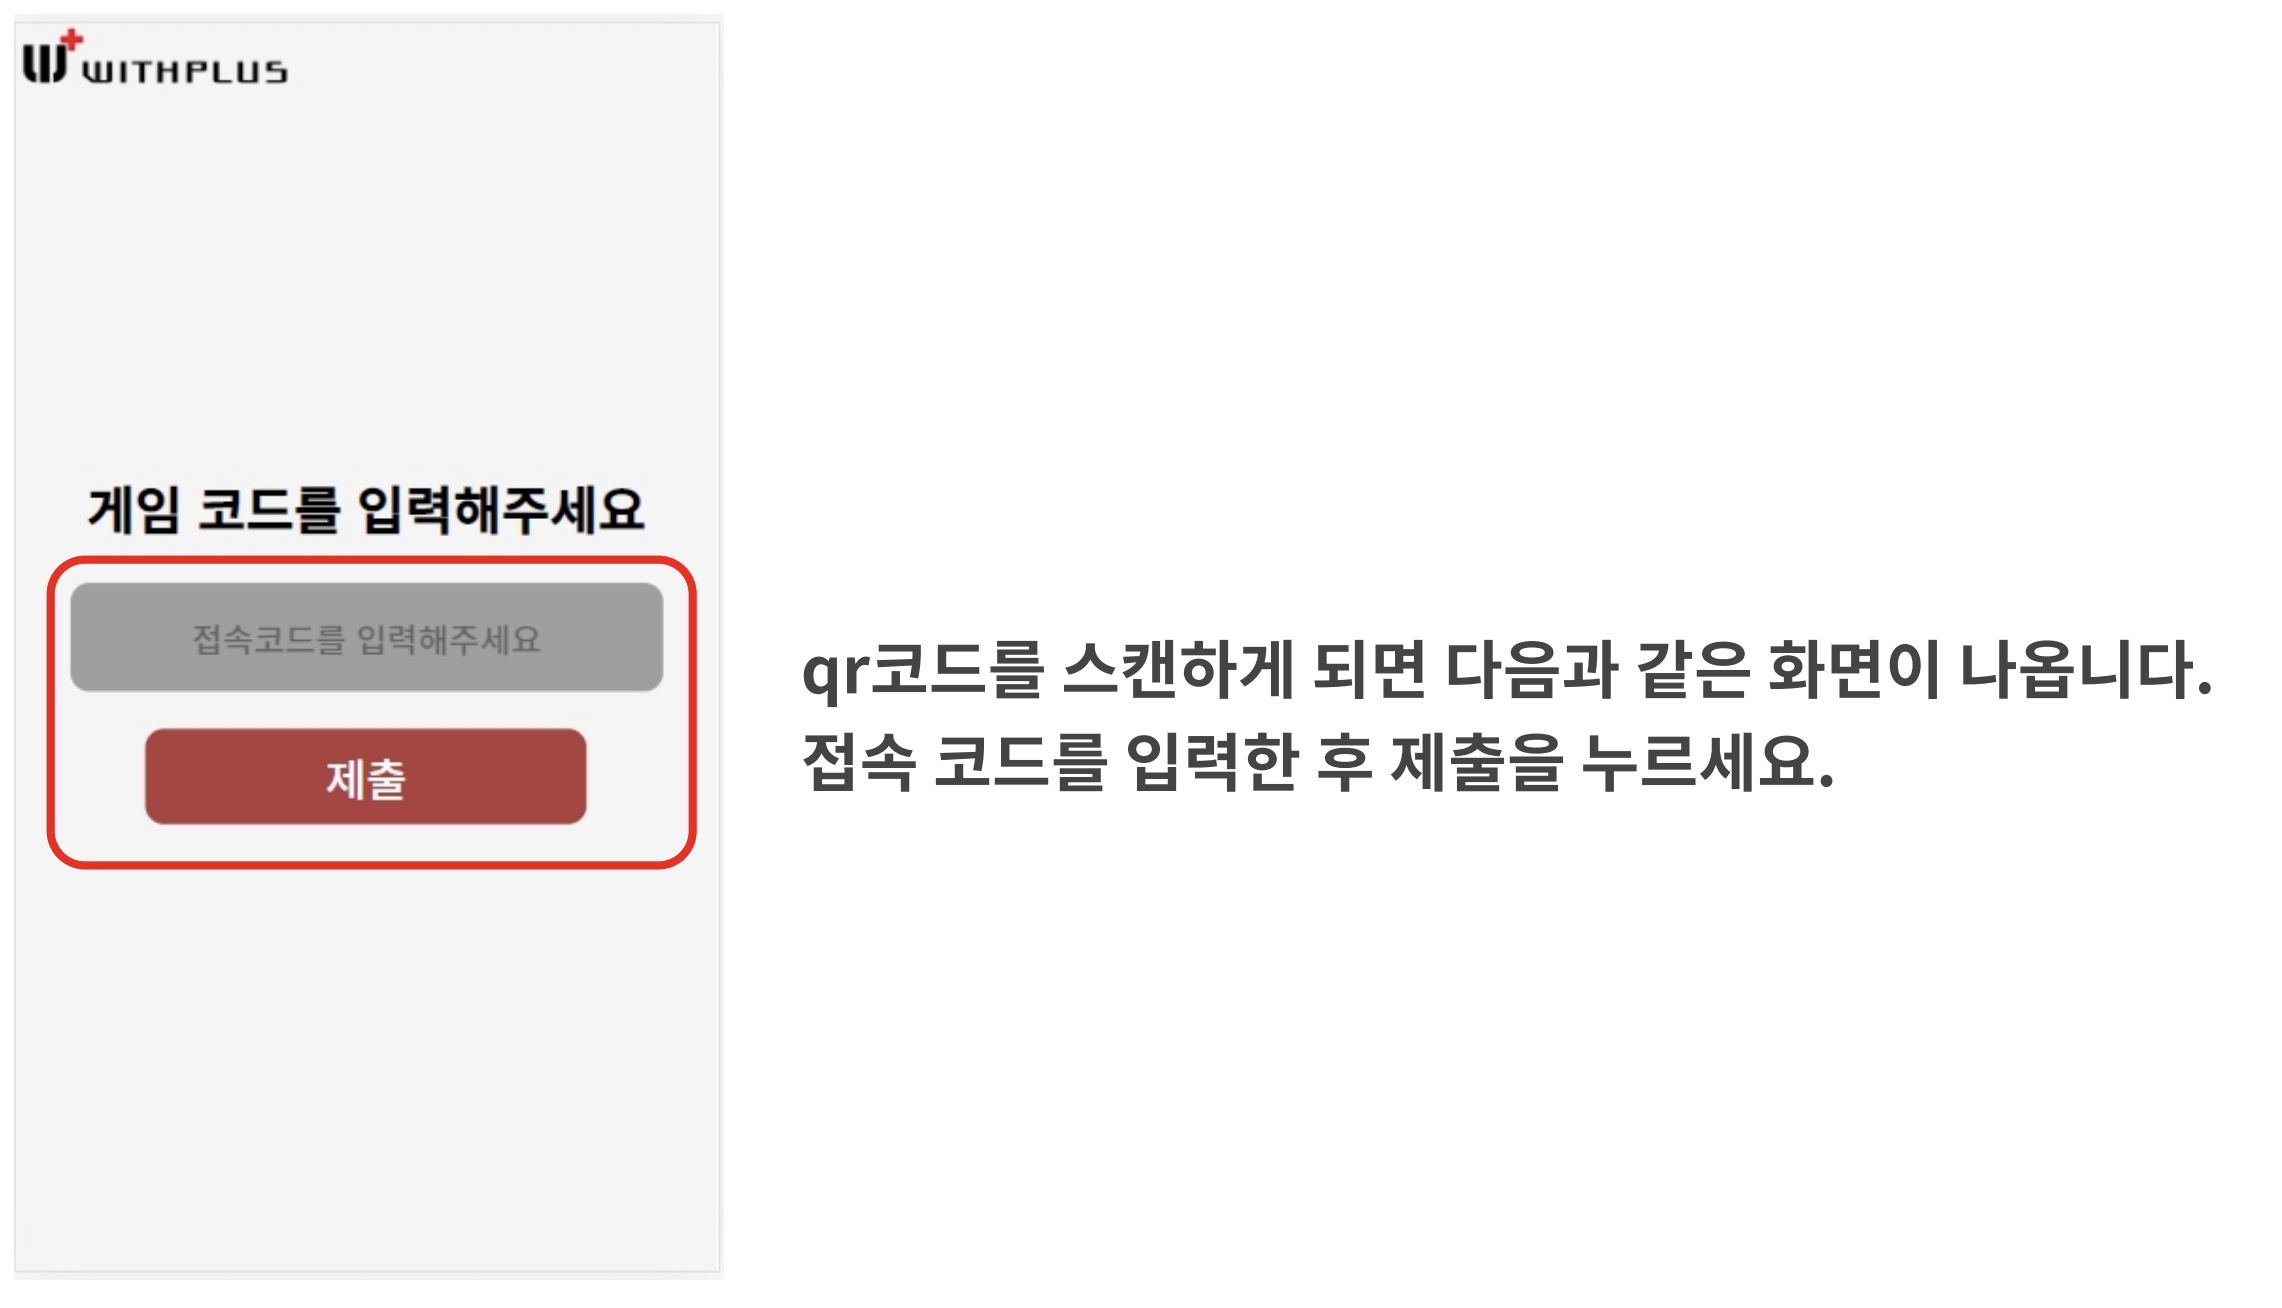 WITHPLUS
게임 코드를 입력해주세요
접속코드를 입력해주세요
제출
qr코드를 스캔하게 되면 다음과 같은 화면이 나옵니다.
접속 코드를 입력한 후 제출을 누르세요.